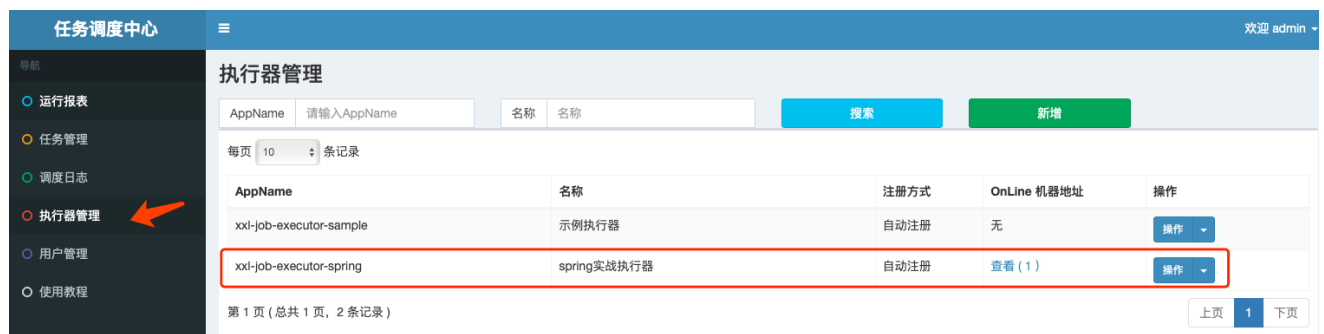 任务调度中心
欢迎 admin
导航
运行报表
任务管理
调度日志
执行器管理
用户管理
使用教程
执行器管理
AppName 请输入AppName 名称 名称 搜索 新增
每页 10 条记录
AppName 名称 注册方式 OnLine 机器地址 操作
xxl-job-executor-sample 示例执行器 自动注册 无 操作
xxl-job-executor-spring spring实战执行器 自动注册 查看 ( 1 ) 操作
第 1 页 ( 总共 1 页, 2 条记录 ) 上页 1 下页